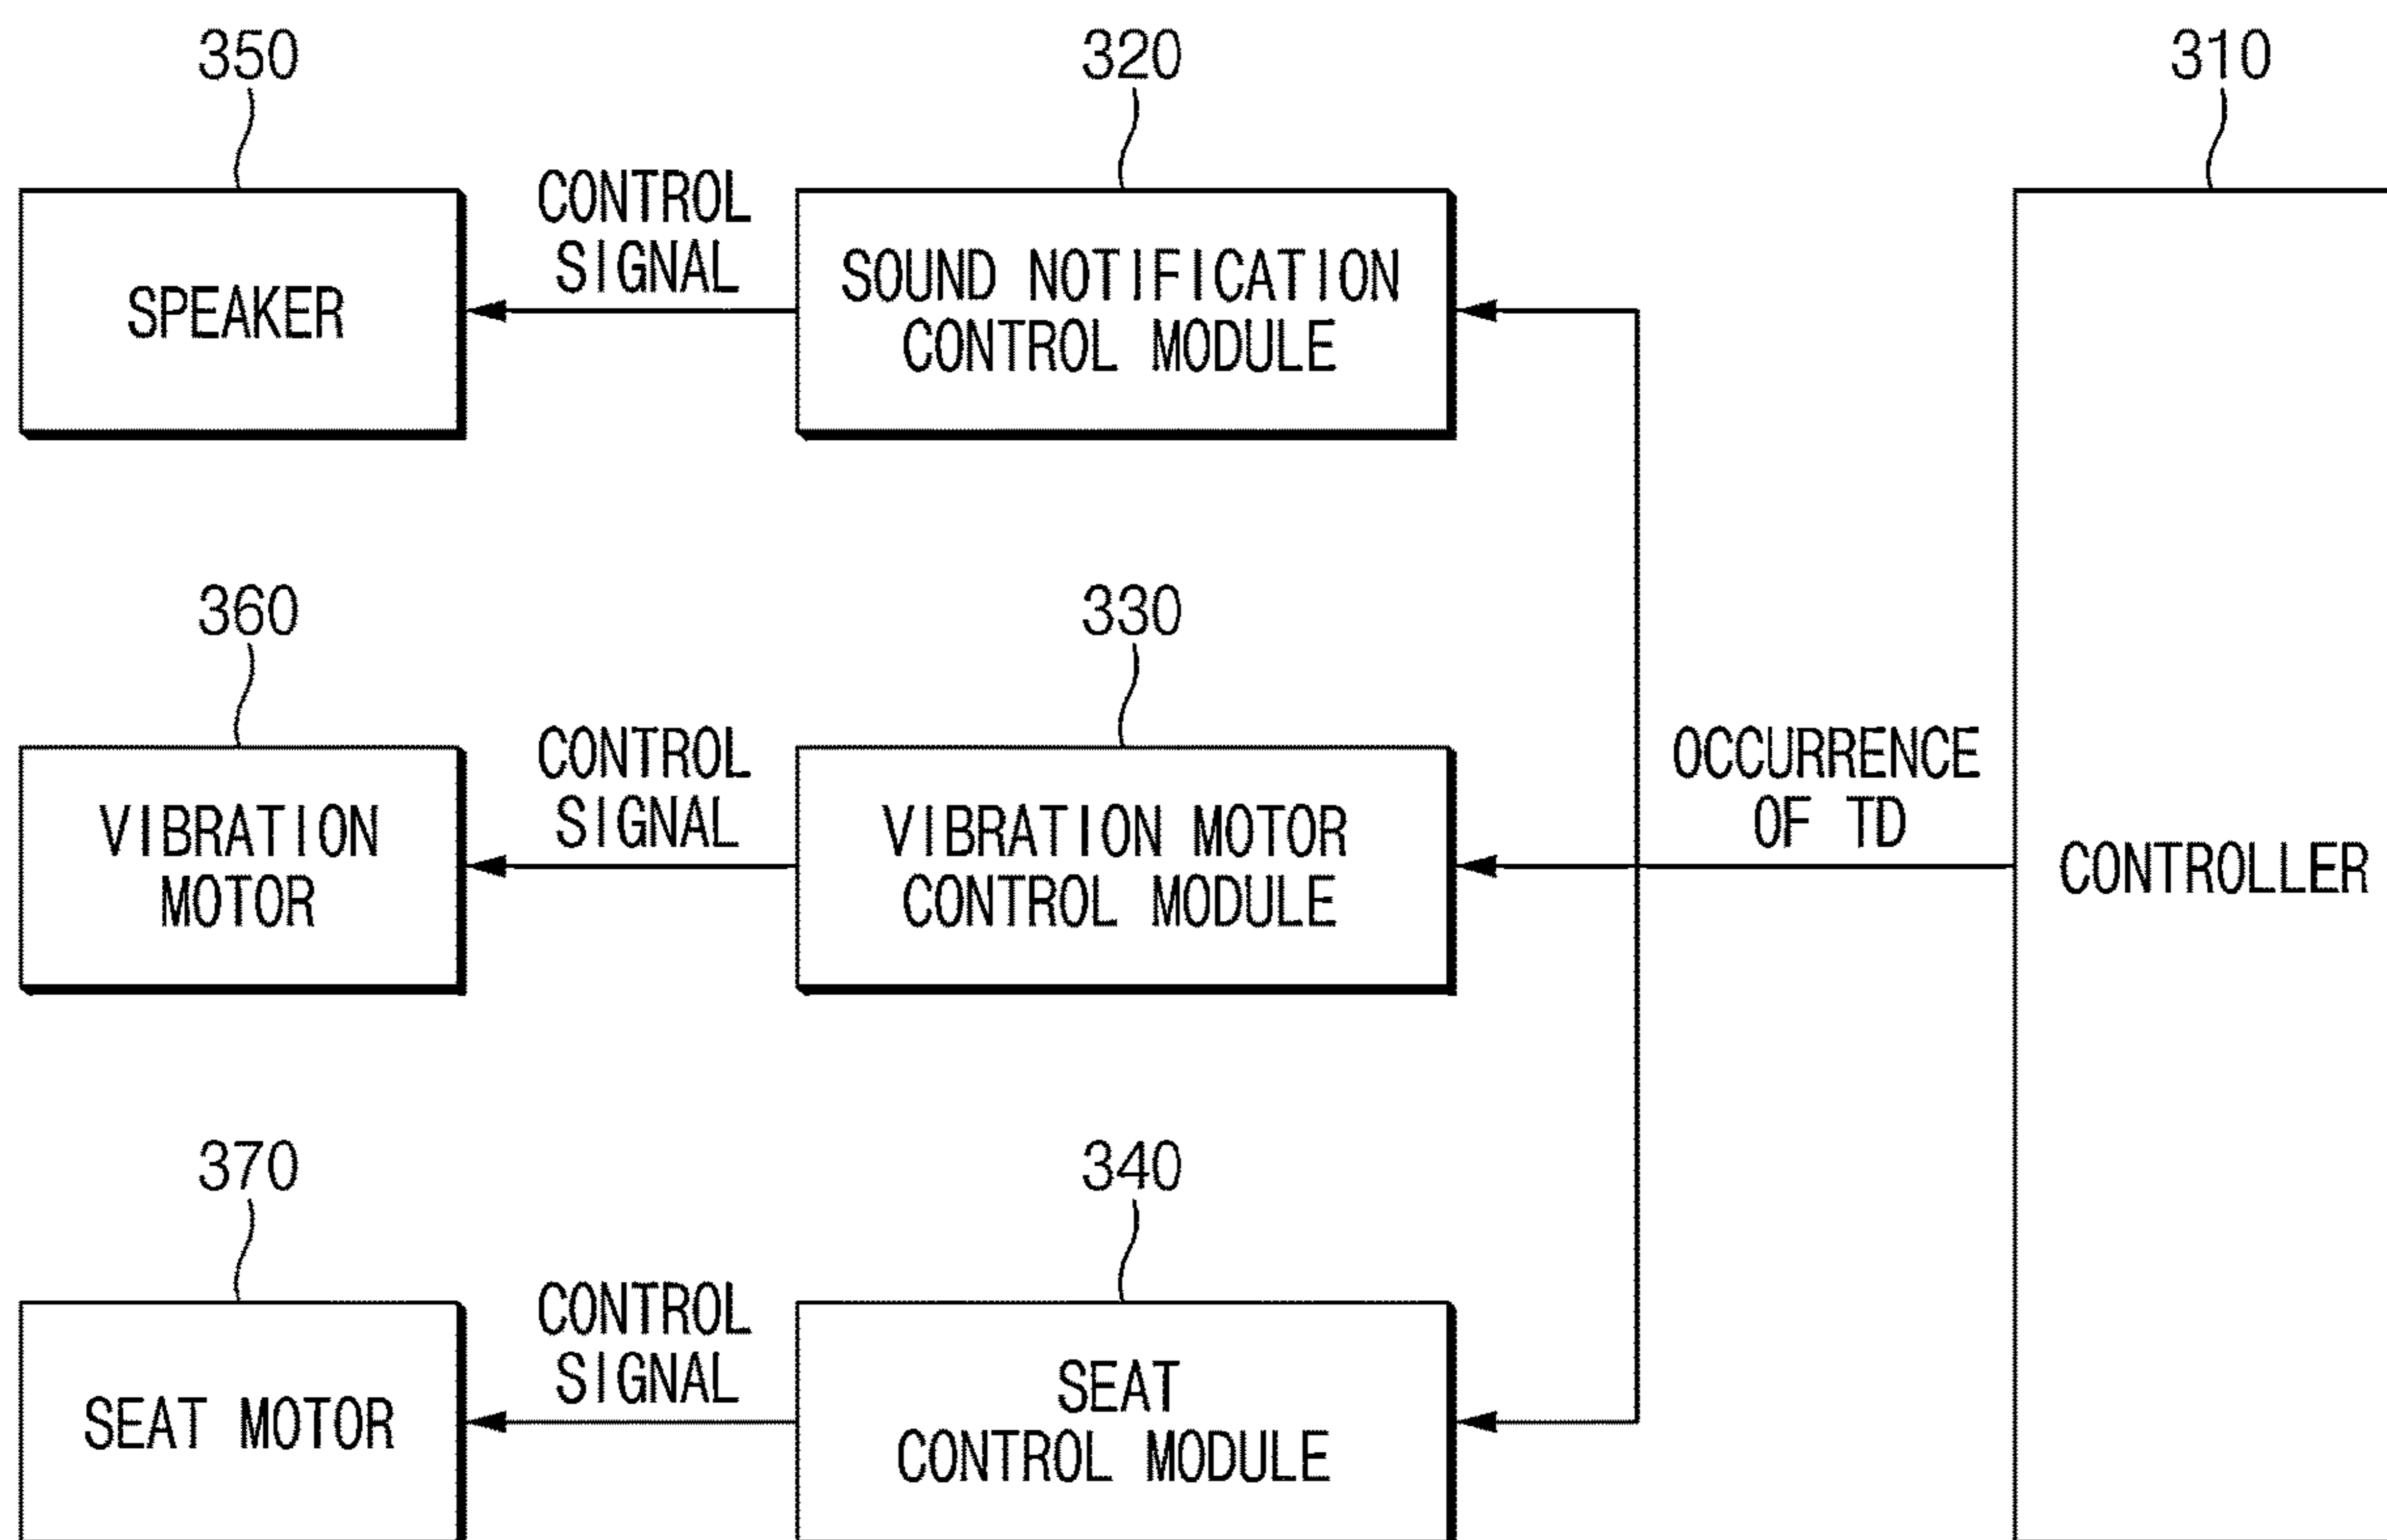 350
320
310
CONTROL
SIGNAL
SPEAKER
SOUND NOTIFICATION
CONTROL MODULE
360
330
CONTROL
SIGNAL
OCCURRENCE
OF TD
VIBRATION
MOTOR
VIBRATION MOTOR
CONTROL MODULE
CONTROLLER
370
340
CONTROL
SIGNAL
SEAT MOTOR
SEAT
CONTROL MODULE